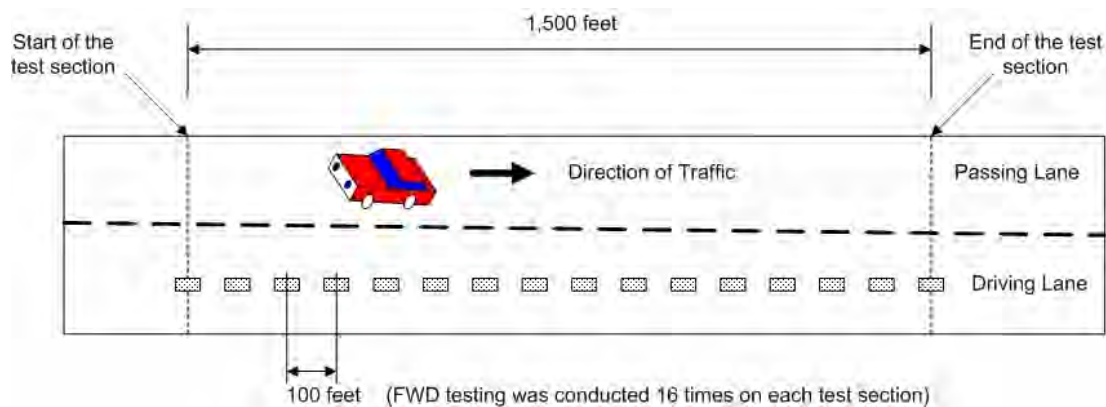 1,500 feet
Start of the
test section
End of the test
section
Direction of Traffic
Passing Lane
Driving Lane
100 feet (FWD testing was conducted 16 times on each test section)